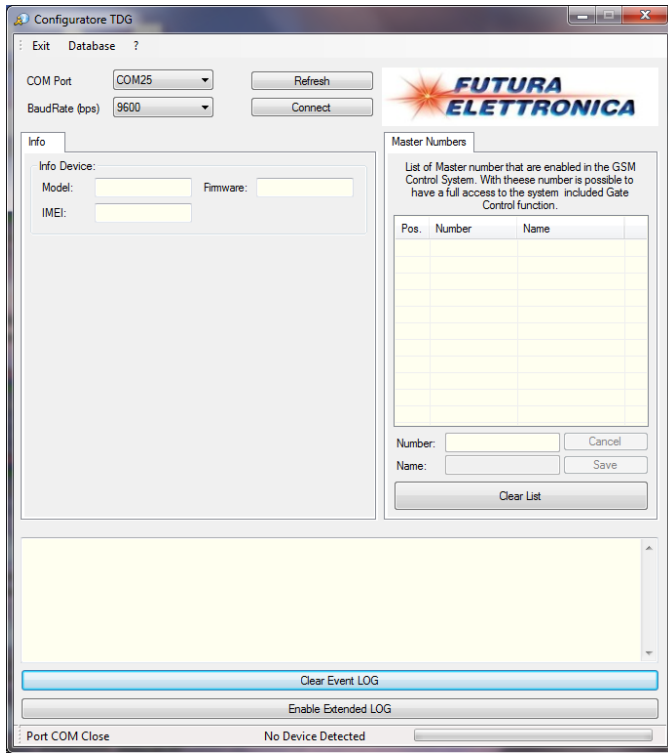 Configuratore TDG
Exit Database ?
COM Port COM25 Refresh
BaudRate (bps) 9600 Connect
FUTURA
ELETTRONICA
Info
Info Device:
Model: Firmware:
IMEI:
Master Numbers
List of Master number that are enabled in the GSM
Control System. With theese number is possible to
have a full access to the system included Gate
Control function.
Pos. Number Name
Number: Cancel
Name: Save
Clear List
Clear Event LOG
Enable Extended LOG
Port COM Close No Device Detected